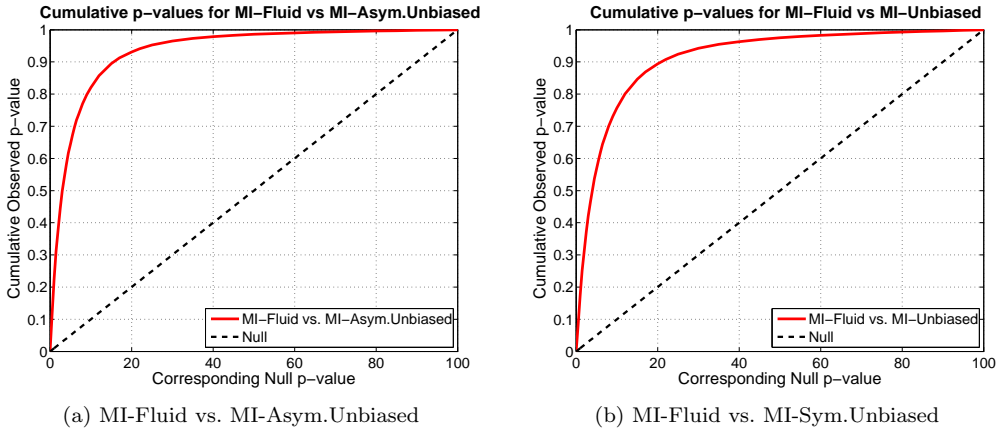 Cumulative p-values for MI-Fluid vs MI-Asym.Unbiased
Cumulative Observed p-value
1
0.9
0.8
0.7
0.6
0.5
0.4
0.3
0.2
0.1
0
0 20 40 60 80 100
MI-Fluid vs. MI-Asym.Unbiased
Null
Corresponding Null p-value
(a) MI-Fluid vs. MI-Asym.Unbiased
Cumulative p-values for MI-Fluid vs MI-Unbiased
Cumulative Observed p-value
1
0.9
0.8
0.7
0.6
0.5
0.4
0.3
0.2
0.1
0
0 20 40 60 80 100
MI-Fluid vs. MI-Unbiased
Null
Corresponding Null p-value
(b) MI-Fluid vs. MI-Sym.Unbiased